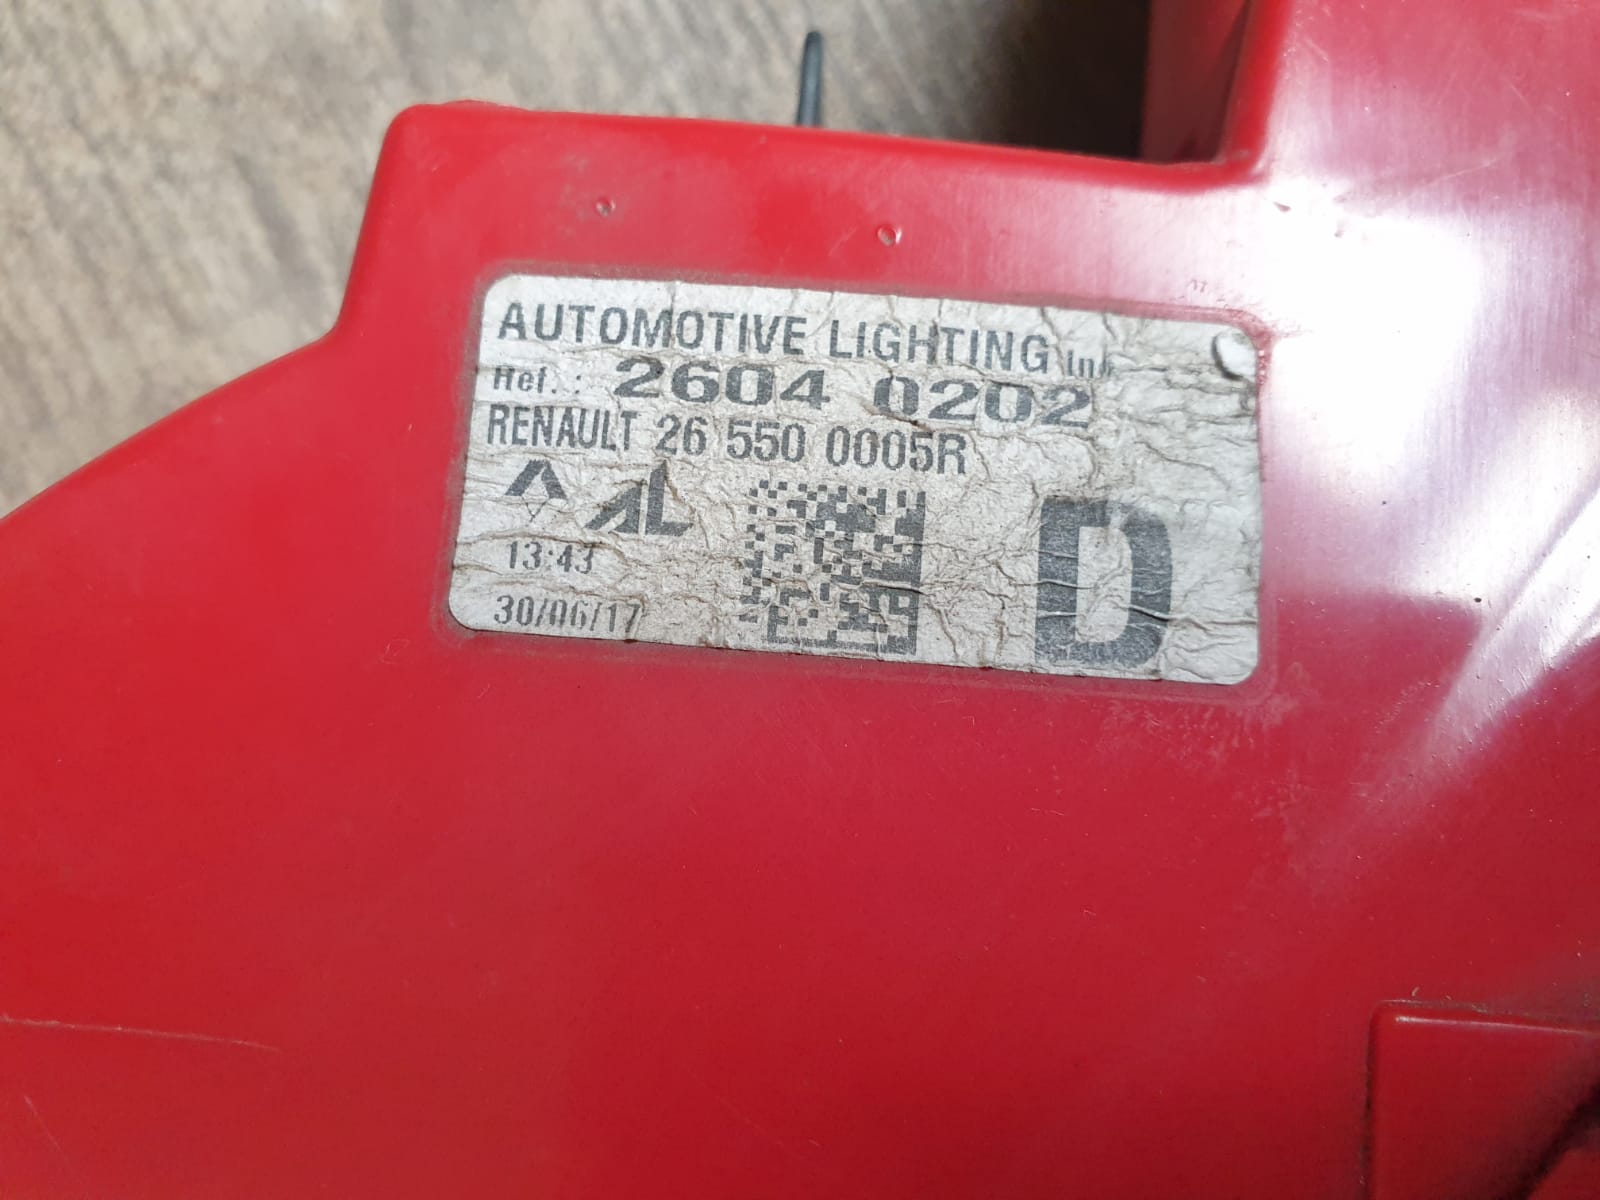 AUTOMOTIVE LIGHTING
Ref. : 2604 0202
RENAULT 26 550 0005R
AL
13:43
30/06/17
D